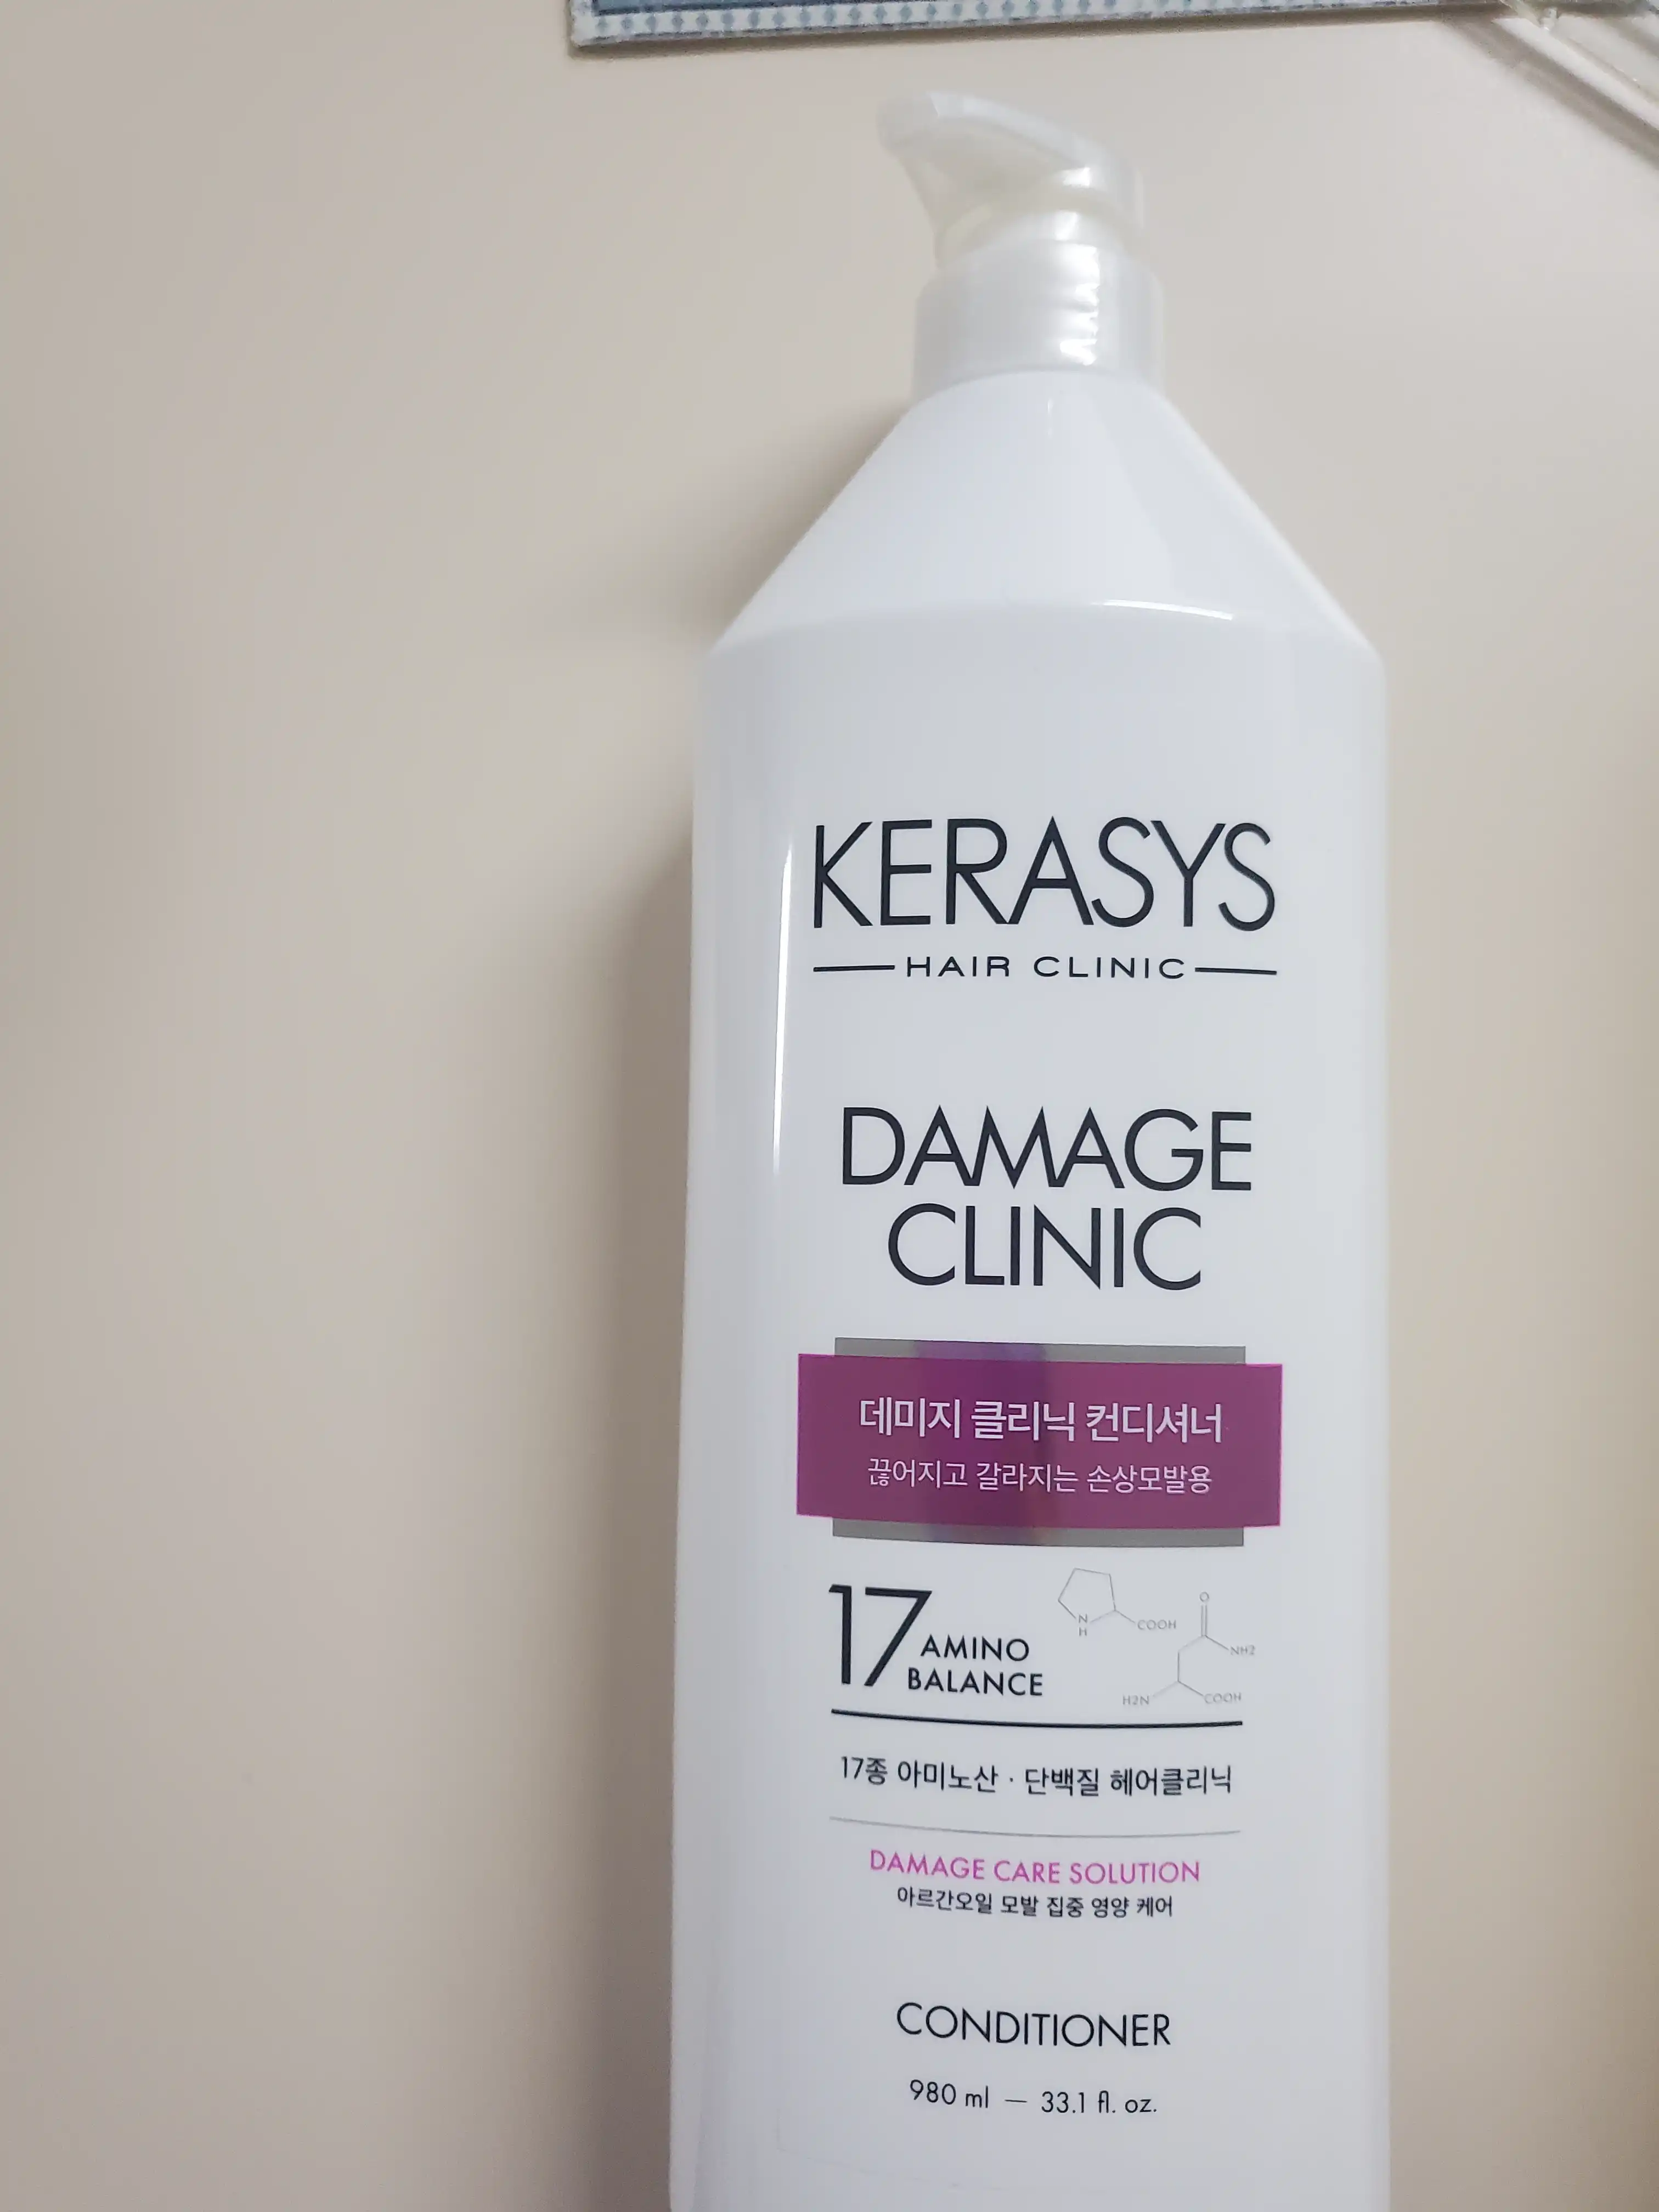 KERASYS
HAIR CLINIC
DAMAGE
CLINIC
데미지 클리닉 컨디셔너
끊어지고 갈라지는 손상모발용
17 AMINO
BALANCE
N
H
COOH
O
NH2
H2N
COOH
17종 아미노산 · 단백질 헤어클리닉
DAMAGE CARE SOLUTION
아르간오일 모발 집중 영양 케어
CONDITIONER
980 ml — 33.1 fl. oz.